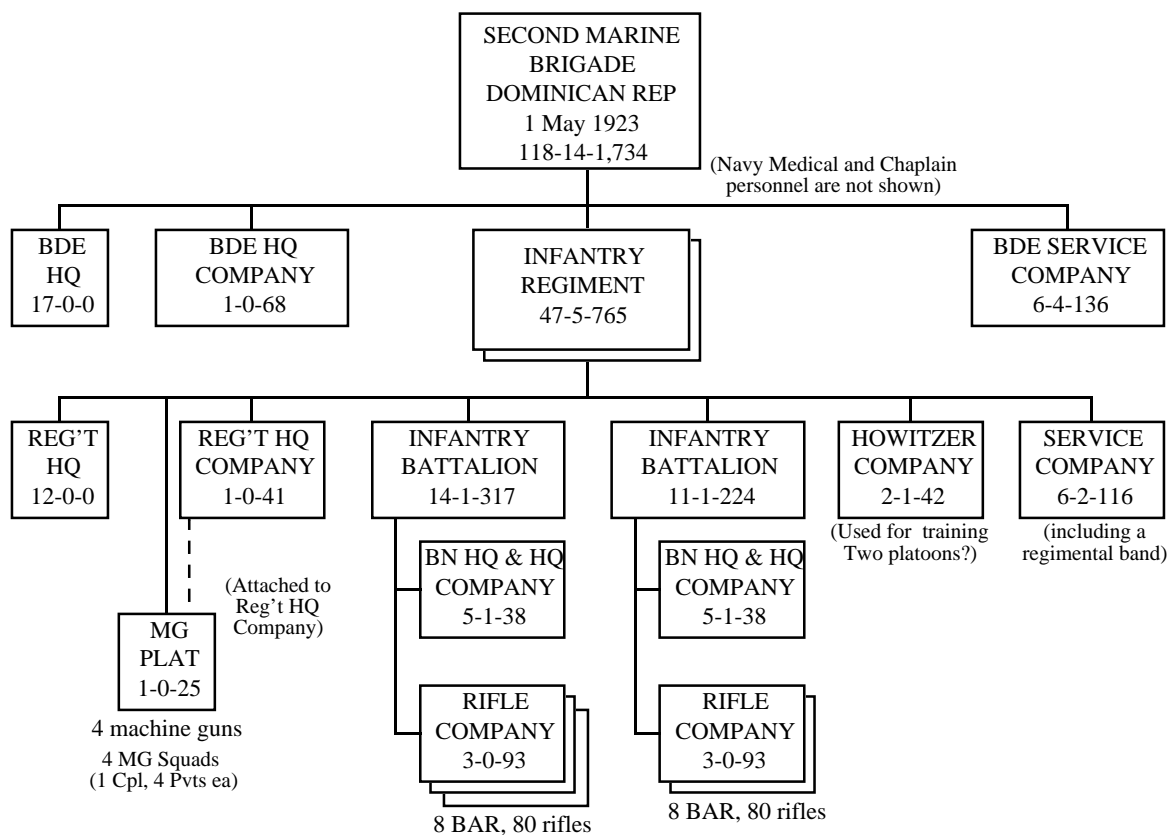 SECOND MARINE
BRIGADE
DOMINICAN REP
1 May 1923
118-14-1,734
(Navy Medical and Chaplain
personnel are not shown)
BDE
HQ
17-0-0
BDE HQ
COMPANY
1-0-68
INFANTRY
REGIMENT
47-5-765
BDE SERVICE
COMPANY
6-4-136
REG’T
HQ
12-0-0
REG’T HQ
COMPANY
1-0-41
INFANTRY
BATTALION
14-1-317
INFANTRY
BATTALION
11-1-224
HOWITZER
COMPANY
2-1-42
(Used for training
Two platoons?)
SERVICE
COMPANY
6-2-116
(including a
regimental band)
(Attached to
Reg’t HQ
Company)
MG
PLAT
1-0-25
4 machine guns
4 MG Squads
(1 Cpl, 4 Pvts ea)
BN HQ & HQ
COMPANY
5-1-38
BN HQ & HQ
COMPANY
5-1-38
RIFLE
COMPANY
3-0-93
8 BAR, 80 rifles
RIFLE
COMPANY
3-0-93
8 BAR, 80 rifles